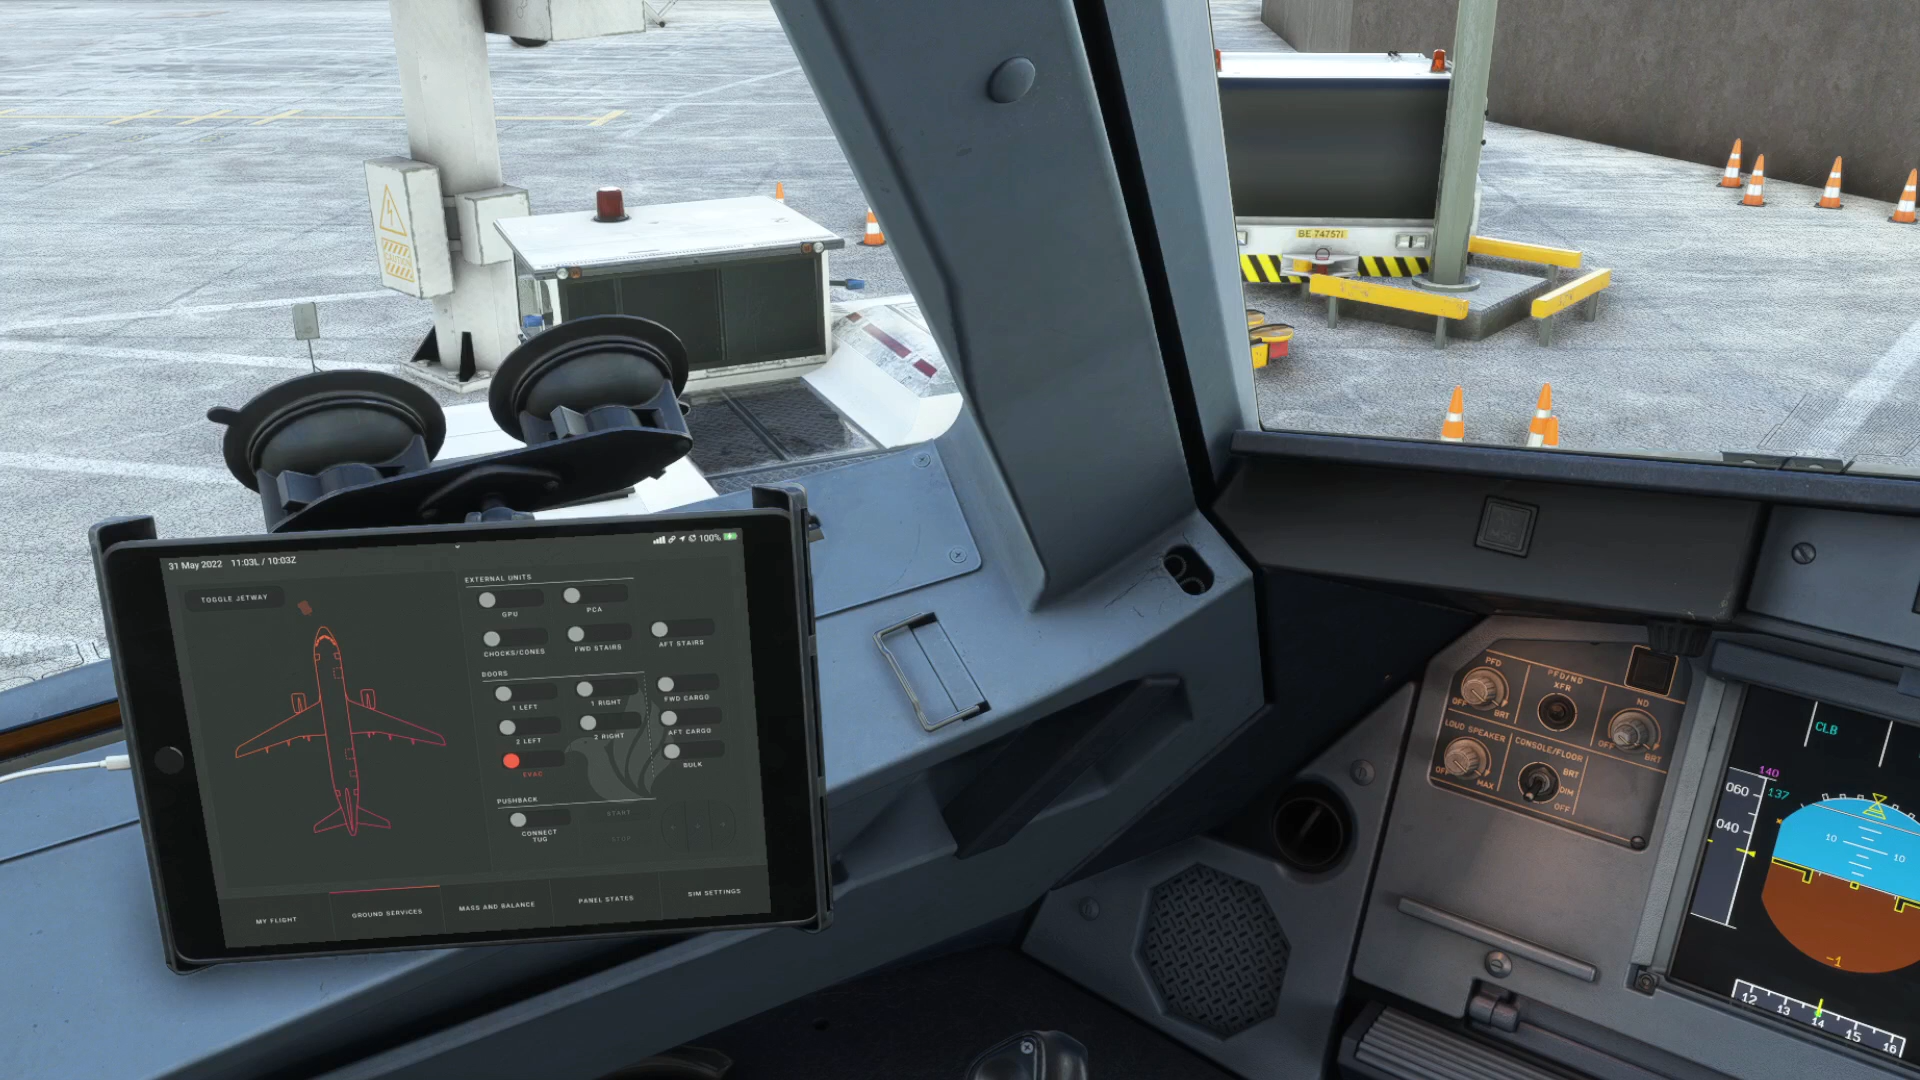 BE 74757I
31 May 2022 11:03L / 10:03Z
100%
TOGGLE JETWAY
EXTERNAL UNITS
GPU
PCA
CHOCKS/CONES
FWD STAIRS
AFT STAIRS
DOORS
1 LEFT
1 RIGHT
FWD CARGO
2 LEFT
2 RIGHT
AFT CARGO
EVAC
BULK
PUSHBACK
CONNECT
TUG
START
STOP
MY FLIGHT
GROUND SERVICES
MASS AND BALANCE
PANEL STATES
SIM SETTINGS
PFD
OFF
BRT
PFD/ND
XFR
ND
OFF
BRT
LOUD SPEAKER
OFF
MAX
CONSOLE/FLOOR
BRT
DIM
OFF
CLB
140
137
060
040
10
10
-1
12
13
14
15
16